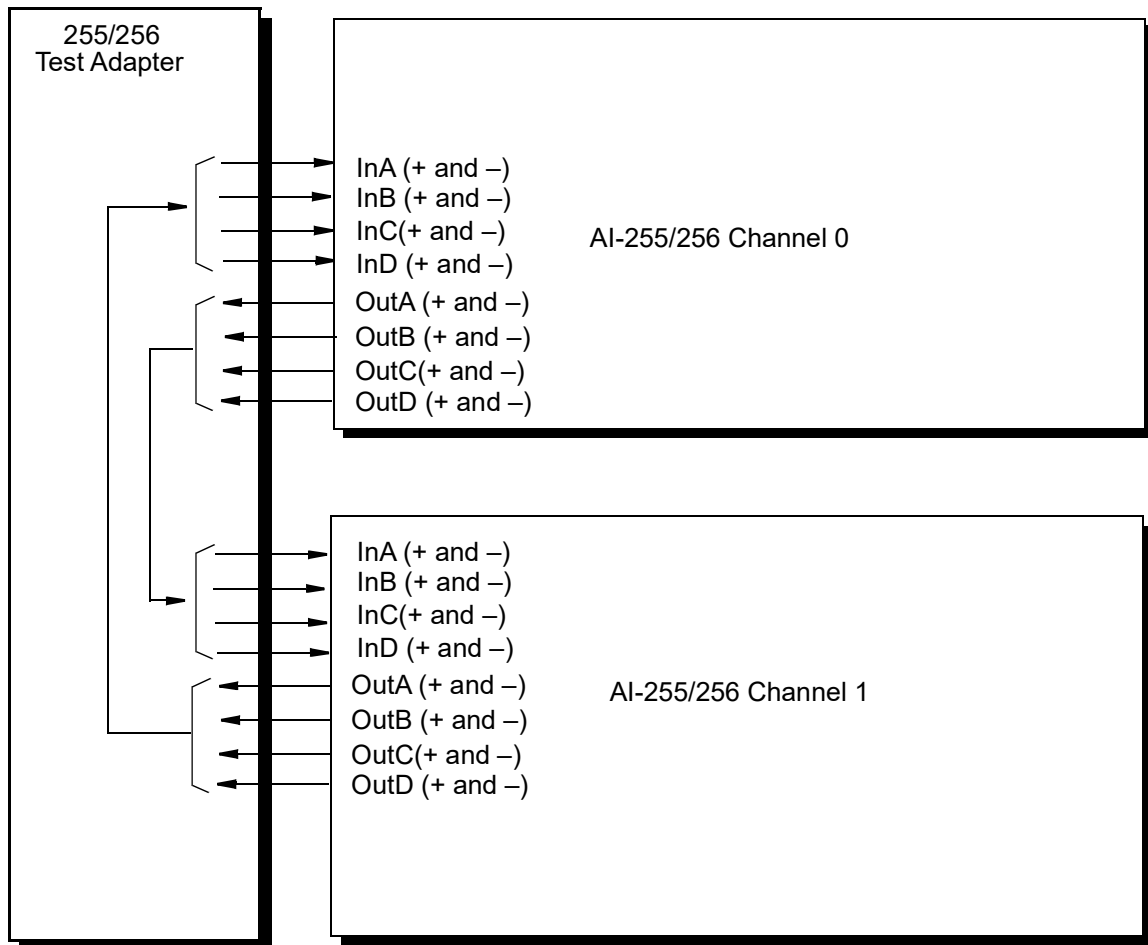 255/256
Test Adapter
InA (+ and –)
InB (+ and –)
InC(+ and –)
InD (+ and –)
OutA (+ and –)
OutB (+ and –)
OutC(+ and –)
OutD (+ and –)
AI-255/256 Channel 0
InA (+ and –)
InB (+ and –)
InC(+ and –)
InD (+ and –)
OutA (+ and –)
OutB (+ and –)
OutC(+ and –)
OutD (+ and –)
AI-255/256 Channel 1